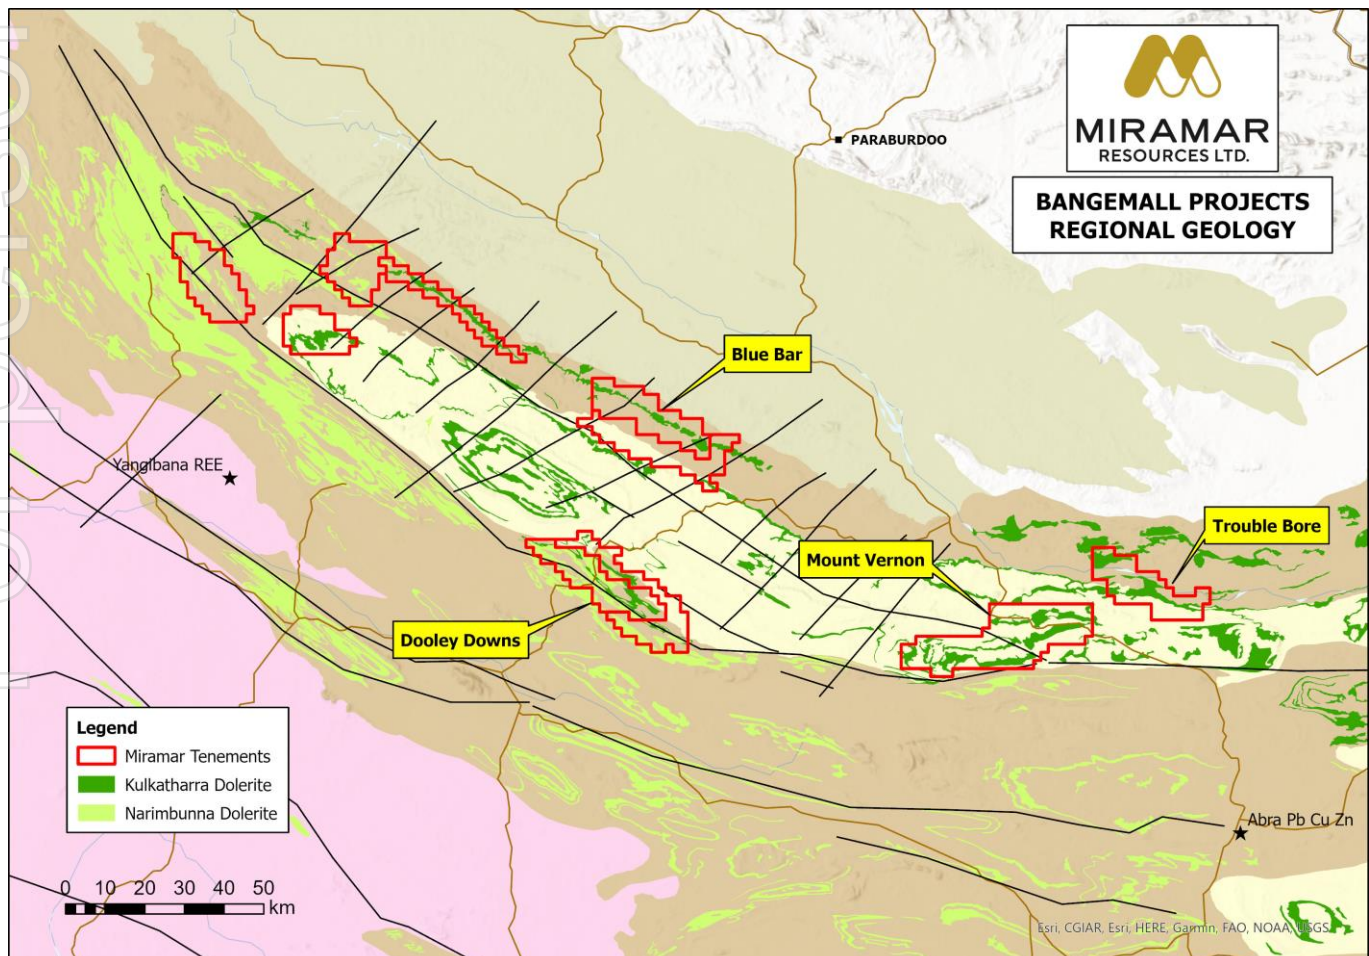 MIRAMAR
RESOURCES LTD.
BANGEMALL PROJECTS
REGIONAL GEOLOGY
PARABURDOO
Blue Bar
Yangibana REE
Trouble Bore
Mount Vernon
Dooley Downs
Legend
Miramar Tenements
Kulkatharra Dolerite
Narimbunna Dolerite
Abra Pb Cu Zn
0 10 20 30 40 50
km
Esri, CGIAR, Esri, HERE, Garmin, FAO, NOAA, USGS